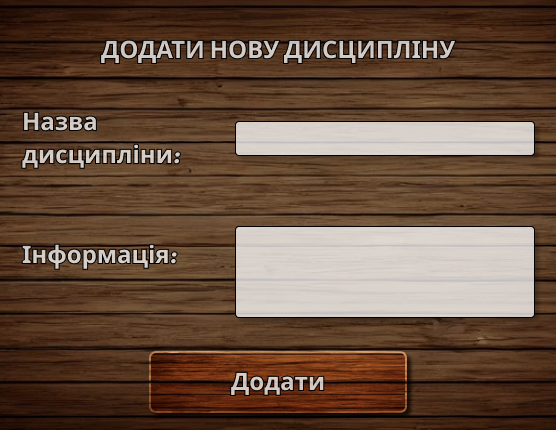 ДОДАТИ НОВУ ДИСЦИПЛІНУ
Назва
дисципліни:
Інформація:
Додати